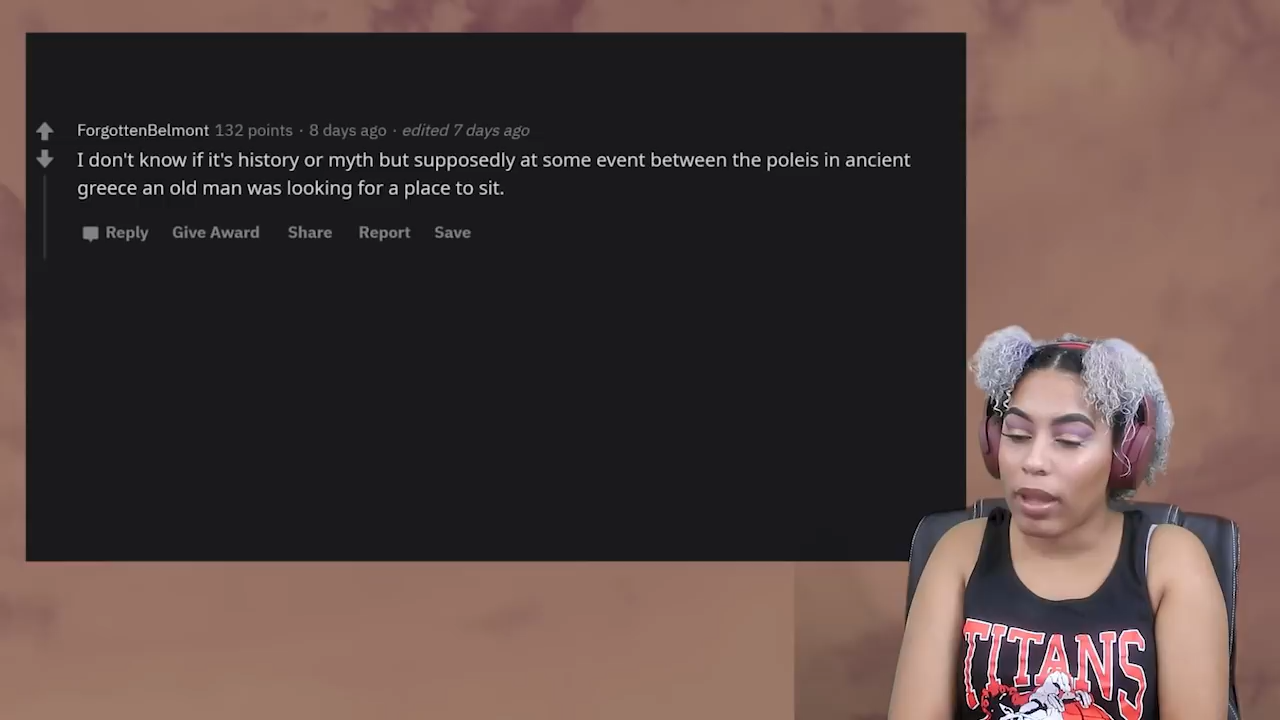 ForgottenBelmont 132 points · 8 days ago · edited 7 days ago
I don't know if it's history or myth but supposedly at some event between the poleis in ancient
greece an old man was looking for a place to sit.
Reply Give Award Share Report Save
TITANS